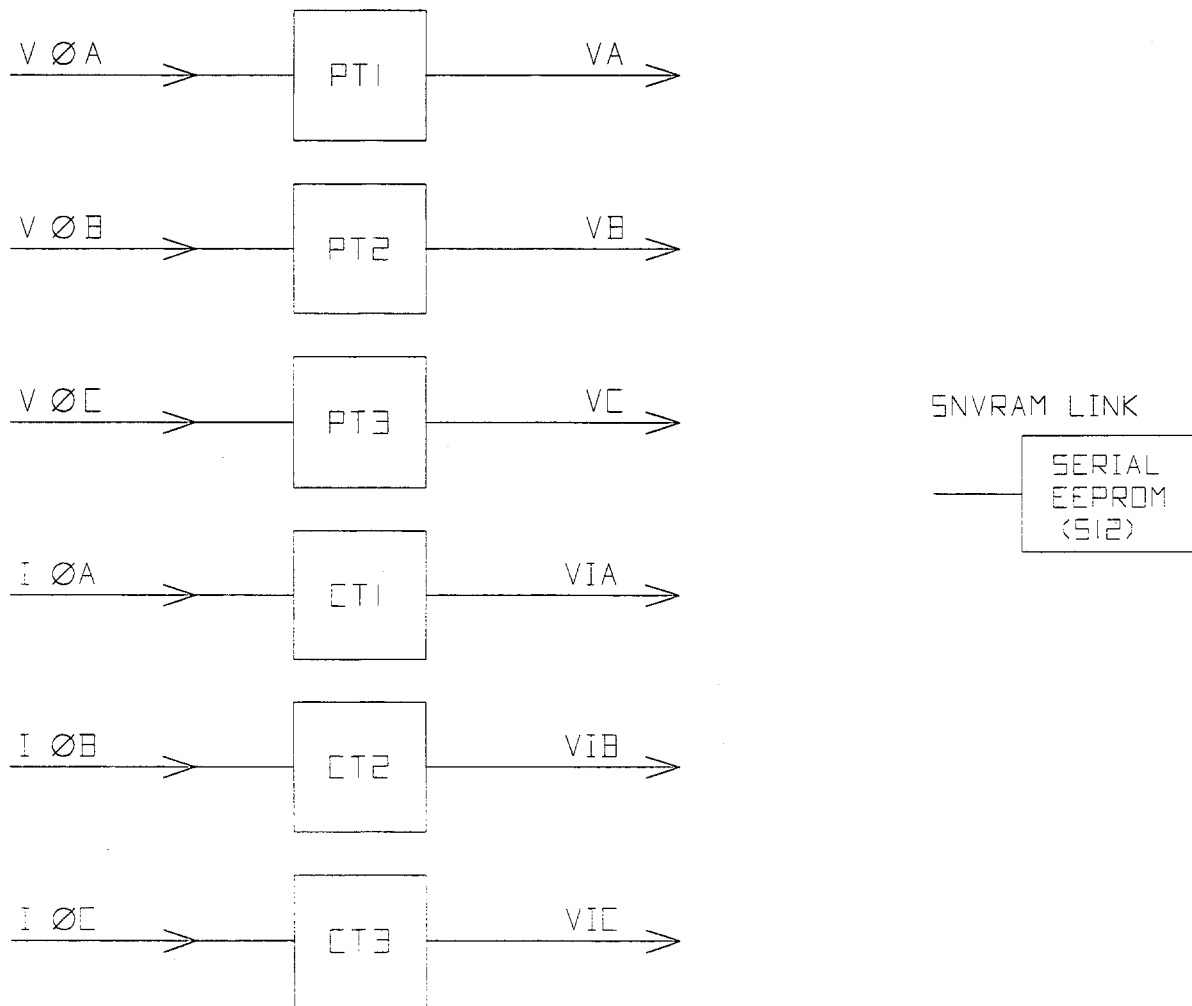 V ØA
PT1
VA
V ØB
PT2
VB
V ØC
PT3
VC
SNVRAM LINK
SERIAL
EEPROM
(512)
I ØA
CT1
VIA
I ØB
CT2
VIB
I ØC
CT3
VIC